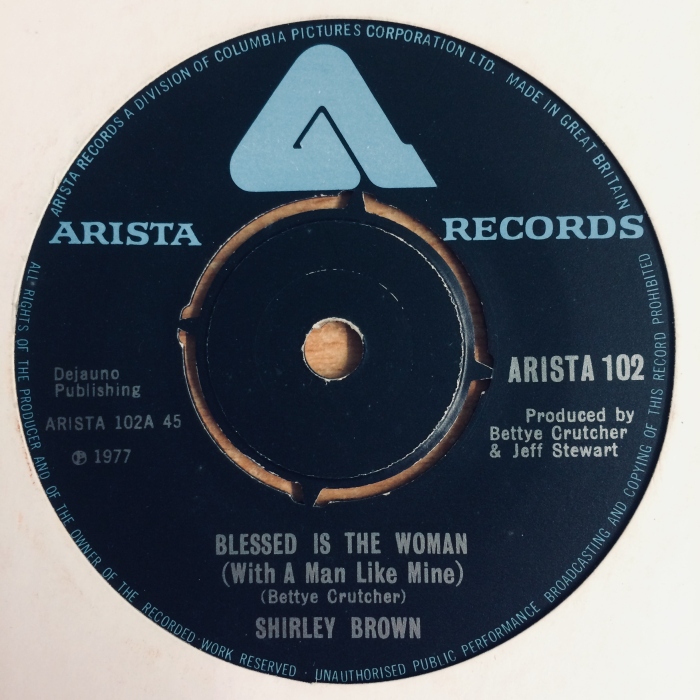 ARISTA RECORDS A DIVISION OF COLUMBIA PICTURES CORPORATION LTD. MADE IN GREAT BRITAIN
ARISTA RECORDS
ARISTA 102
Dejauno
Publishing
ARISTA 102A 45
℗ 1977
Produced by
Bettye Crutcher
& Jeff Stewart
BLESSED IS THE WOMAN
(With A Man Like Mine)
(Bettye Crutcher)
SHIRLEY BROWN
ALL RIGHTS OF THE PRODUCER AND OF THE OWNER OF THE RECORDED WORK RESERVED · UNAUTHORISED PUBLIC PERFORMANCE BROADCASTING AND COPYING OF THIS RECORD PROHIBITED